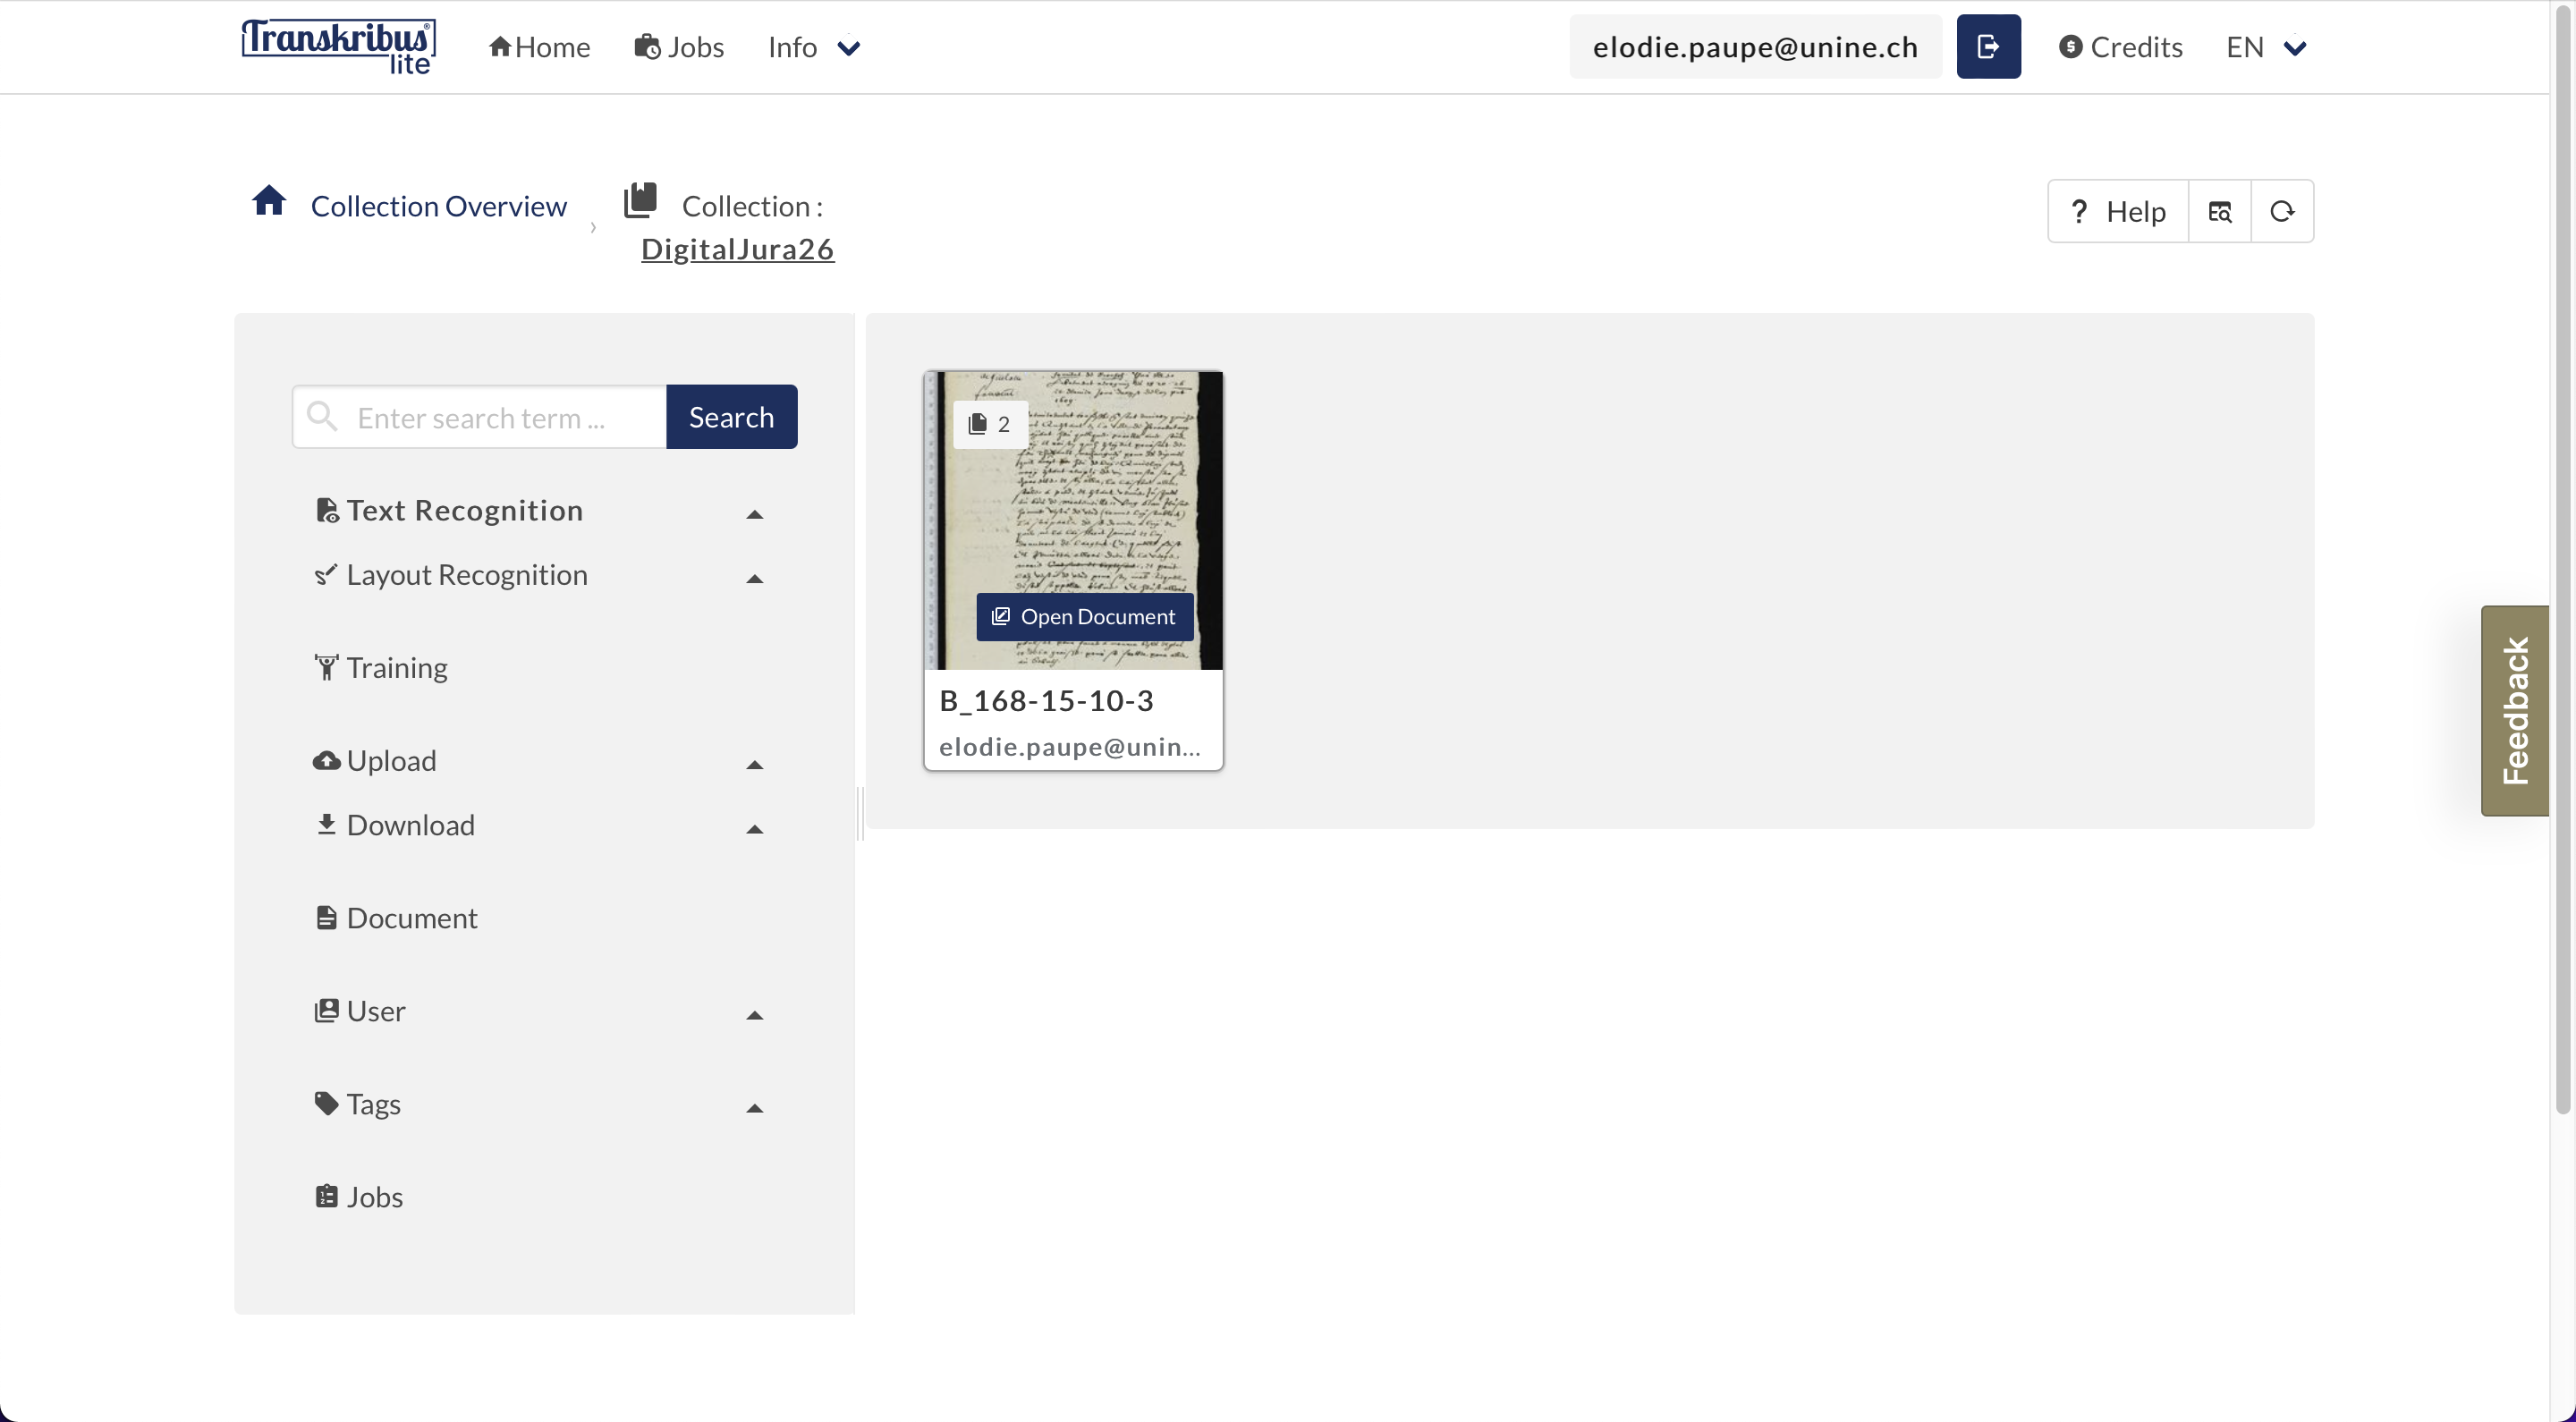 Transkribus®
lite
Home
Jobs
Info
elodie.paupe@unine.ch
Credits
EN
Collection Overview
›
Collection :
DigitalJura26
? Help
Enter search term ...
Search
Text Recognition
Layout Recognition
Training
Upload
Download
Document
User
Tags
Jobs
2
Open Document
B_168-15-10-3
elodie.paupe@unin...
Feedback